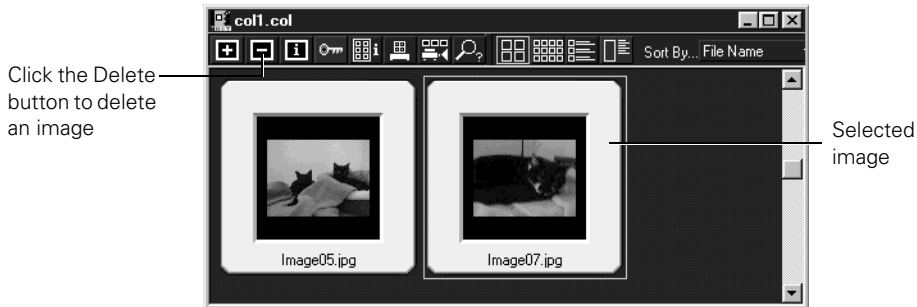 col1.col
Sort By... File Name
Click the Delete
button to delete
an image
Selected
image
Image05.jpg
Image07.jpg